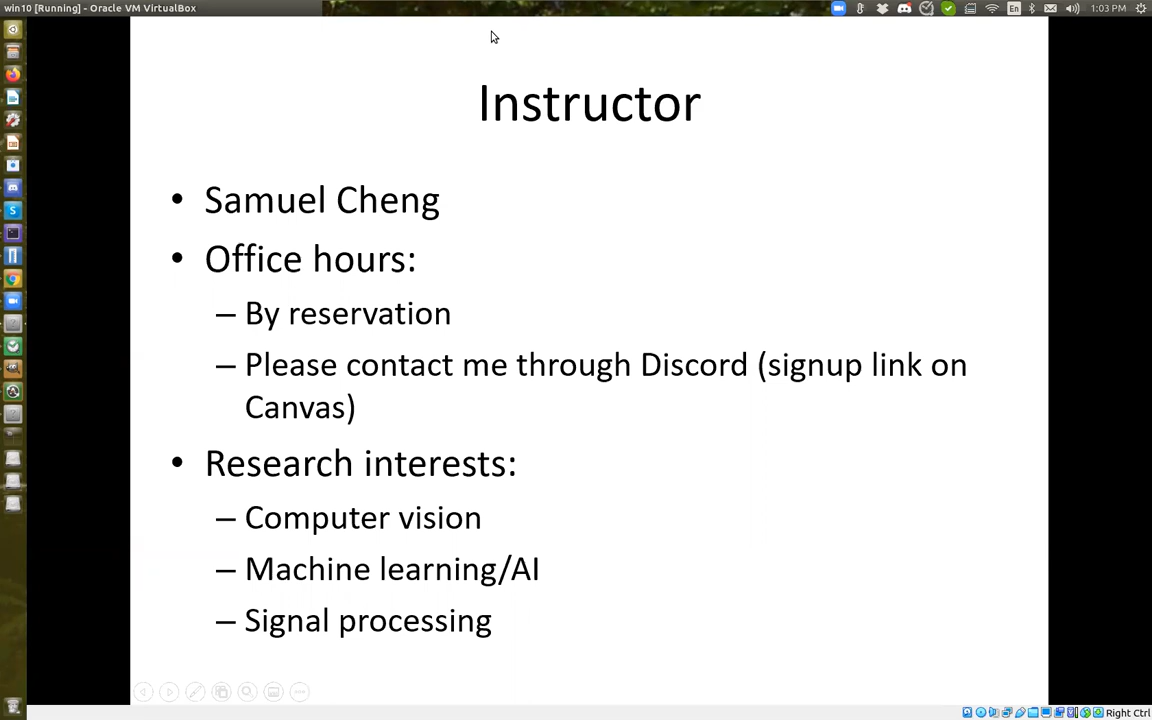 win10 [Running] - Oracle VM VirtualBox
En
1:03 PM
Instructor
• Samuel Cheng
• Office hours:
– By reservation
– Please contact me through Discord (signup link on
Canvas)
• Research interests:
– Computer vision
– Machine learning/AI
– Signal processing
Right Ctrl